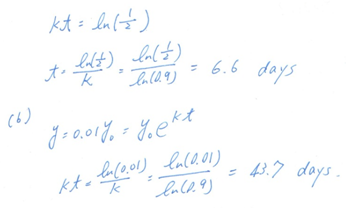 kt = ln(1/2)
t = ln(1/2)/k = ln(1/2)/ln(0.9) = 6.6 days
(b)
y = 0.01y₀ = y₀e^kt
kt = ln(0.01)/k = ln(0.01)/ln(0.9) = 43.7 days.